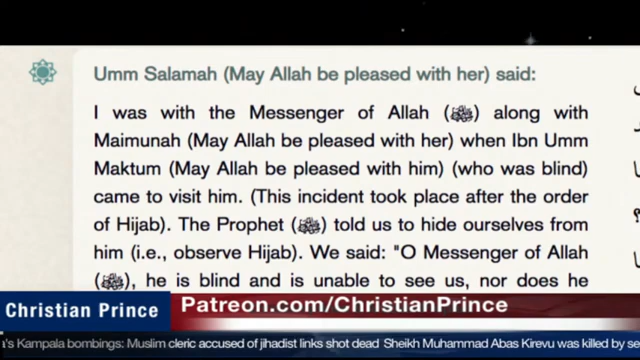 Umm Salamah (May Allah be pleased with her) said:
I was with the Messenger of Allah (ﷺ) along with
Maimunah (May Allah be pleased with her) when Ibn Umm
Maktum (May Allah be pleased with him) (who was blind)
came to visit him. (This incident took place after the order
of Hijab). The Prophet (ﷺ) told us to hide ourselves from
him (i.e., observe Hijab). We said: "O Messenger of Allah
(ﷺ), he is blind and is unable to see us, nor does he
Christian Prince
Patreon.com/ChristianPrince
a's Kampala bombings: Muslim cleric accused of jihadist links shot dead Sheikh Muhammad Abas Kirevu was killed by se